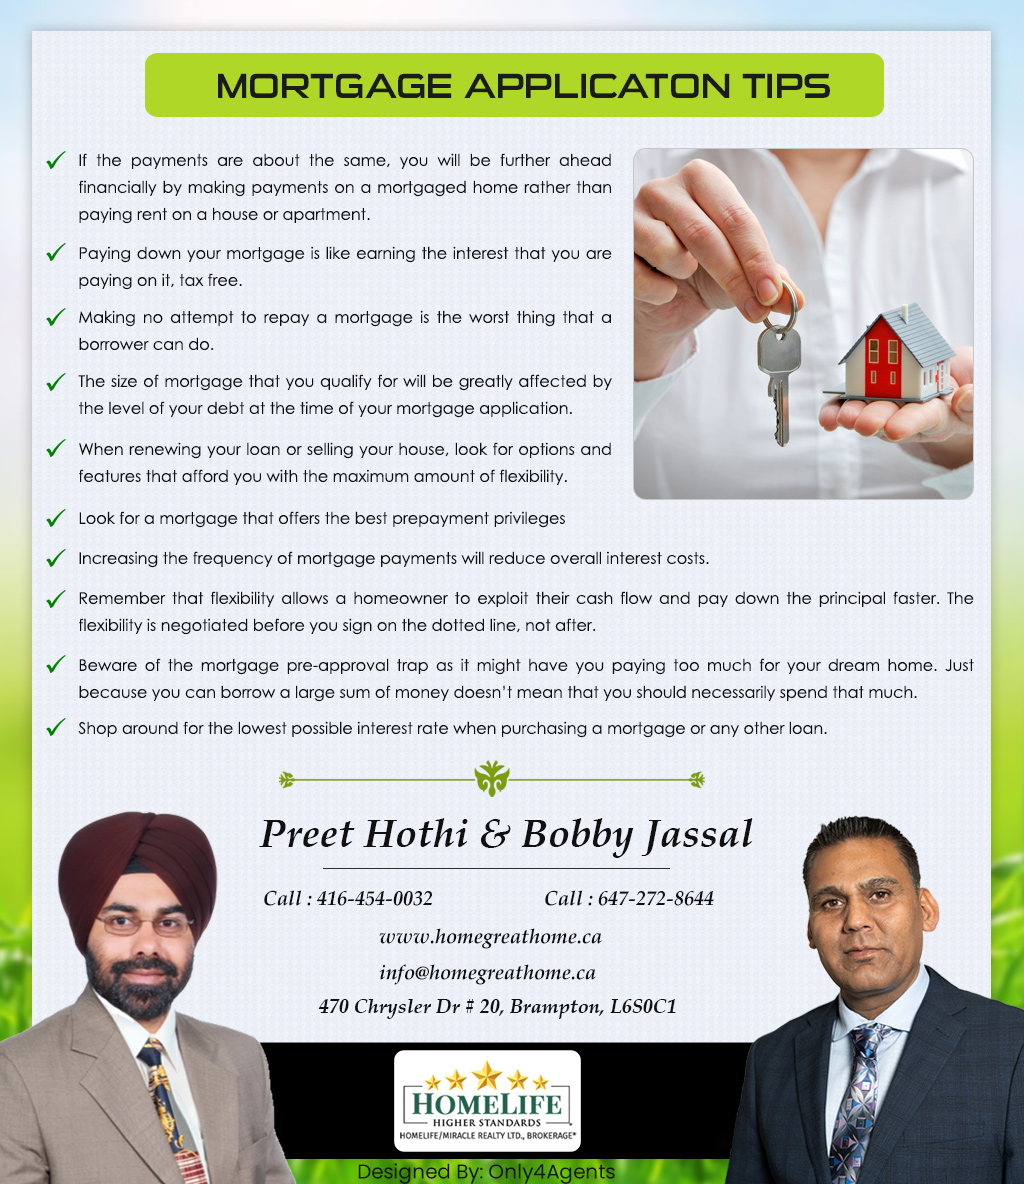 MORTGAGE APPLICATON TIPS
If the payments are about the same, you will be further ahead
financially by making payments on a mortgaged home rather than
paying rent on a house or apartment.
Paying down your mortgage is like earning the interest that you are
paying on it, tax free.
Making no attempt to repay a mortgage is the worst thing that a
borrower can do.
The size of mortgage that you qualify for will be greatly affected by
the level of your debt at the time of your mortgage application.
When renewing your loan or selling your house, look for options and
features that afford you with the maximum amount of flexibility.
Look for a mortgage that offers the best prepayment privileges
Increasing the frequency of mortgage payments will reduce overall interest costs.
Remember that flexibility allows a homeowner to exploit their cash flow and pay down the principal faster. The
flexibility is negotiated before you sign on the dotted line, not after.
Beware of the mortgage pre-approval trap as it might have you paying too much for your dream home. Just
because you can borrow a large sum of money doesn't mean that you should necessarily spend that much.
Shop around for the lowest possible interest rate when purchasing a mortgage or any other loan.
Preet Hothi & Bobby Jassal
Call : 416-454-0032 Call : 647-272-8644
www.homegreathome.ca
info@homegreathome.ca
470 Chrysler Dr # 20, Brampton, L6S0C1
HOMELIFE
HIGHER STANDARDS
HOMELIFE/MIRACLE REALTY LTD., BROKERAGE*
Designed By: Only4Agents